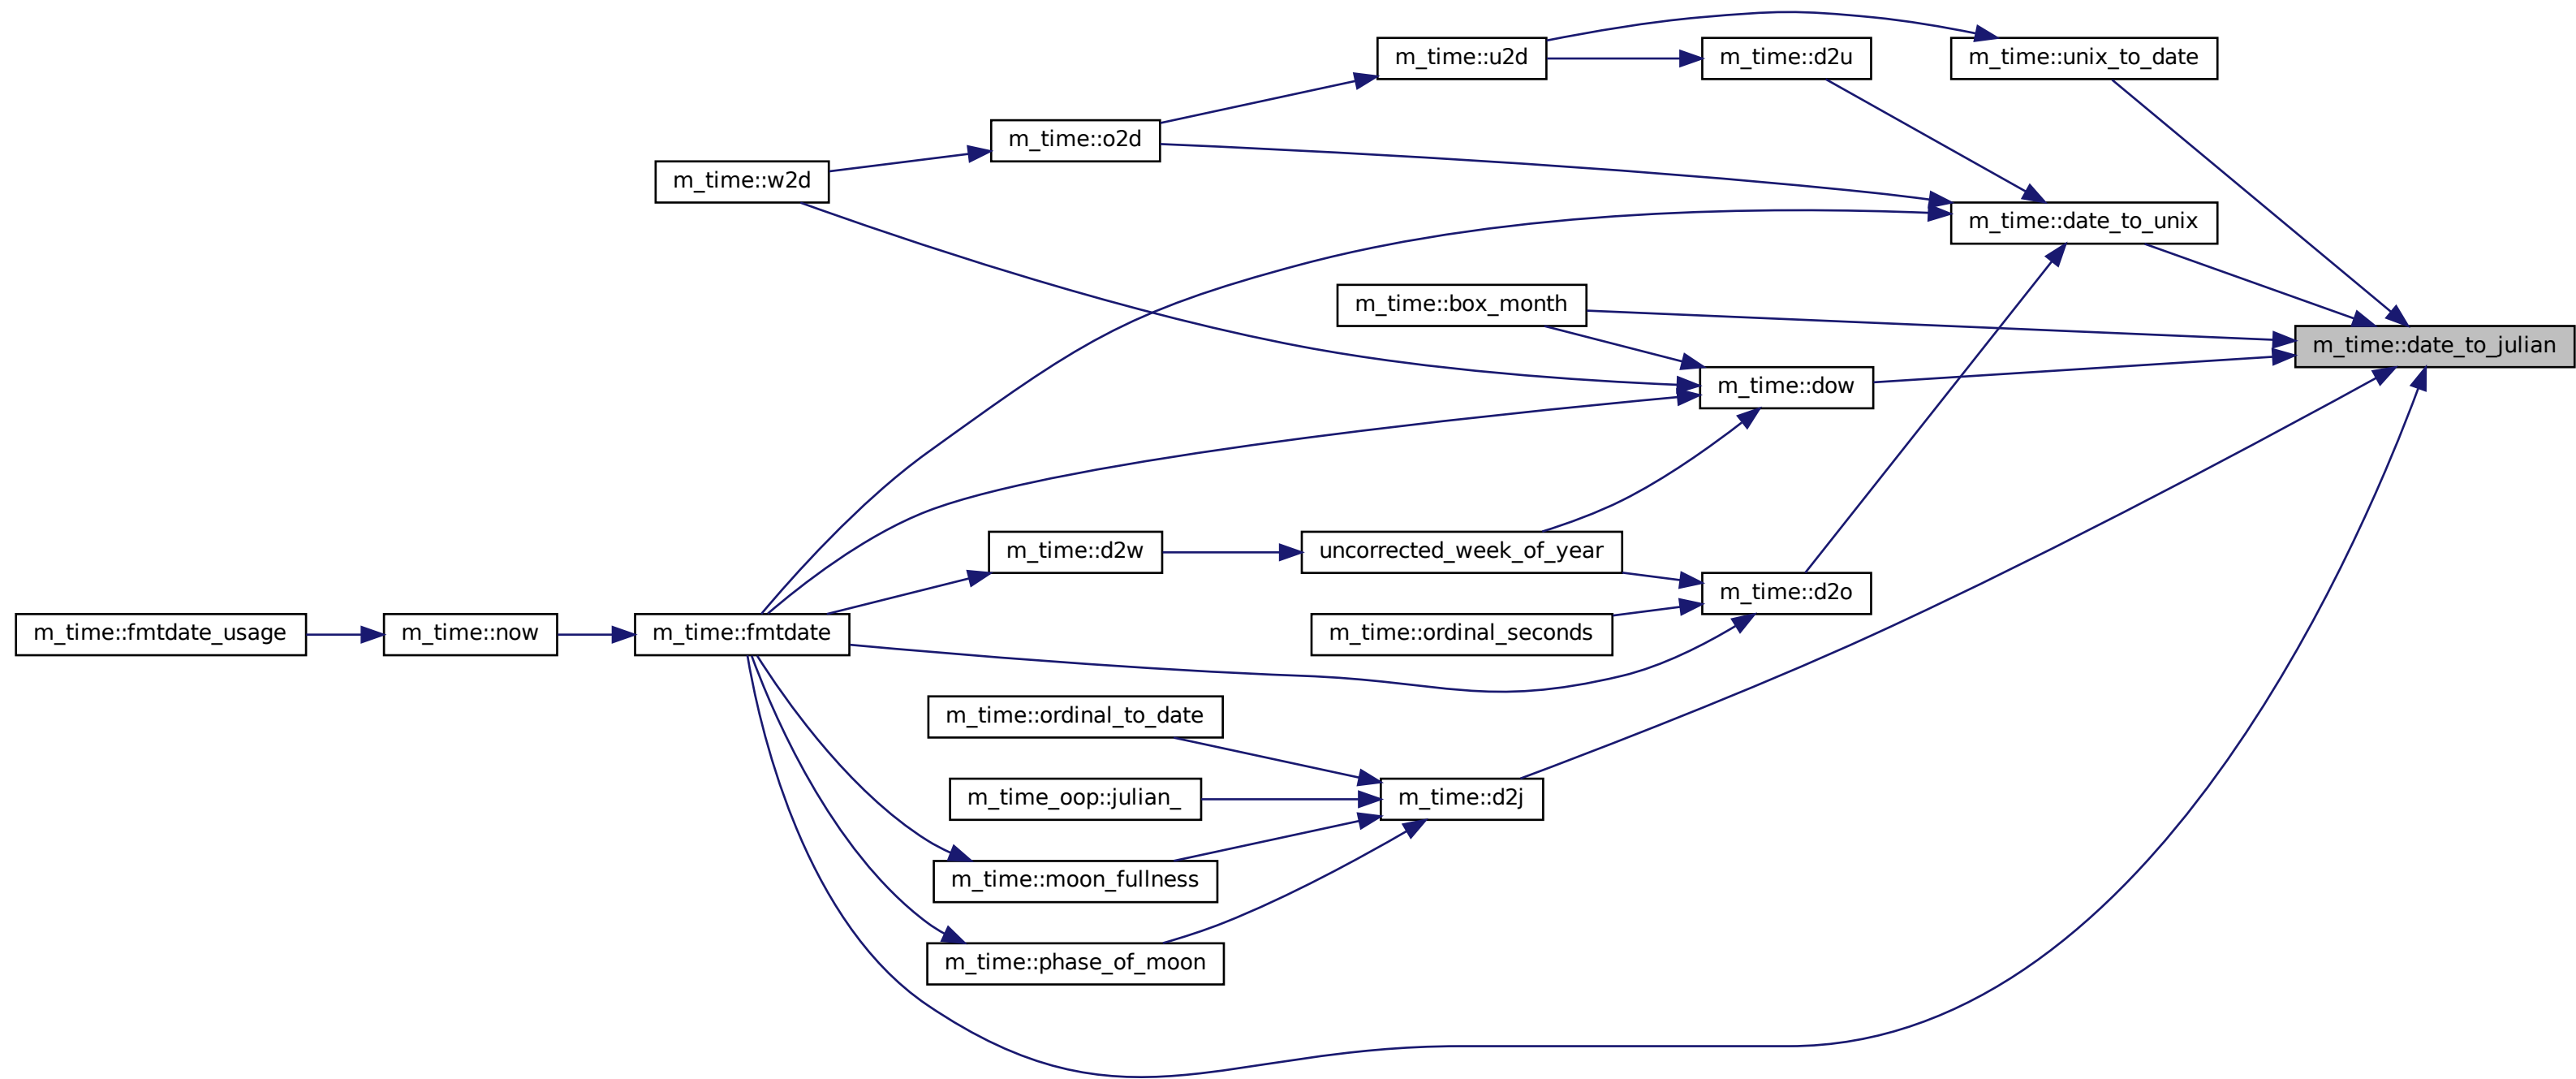 m_time::u2d
m_time::d2u
m_time::unix_to_date
m_time::o2d
m_time::w2d
m_time::date_to_unix
m_time::box_month
m_time::date_to_julian
m_time::dow
m_time::d2w
uncorrected_week_of_year
m_time::d2o
m_time::fmtdate_usage
m_time::now
m_time::fmtdate
m_time::ordinal_seconds
m_time::ordinal_to_date
m_time_oop::julian_
m_time::d2j
m_time::moon_fullness
m_time::phase_of_moon